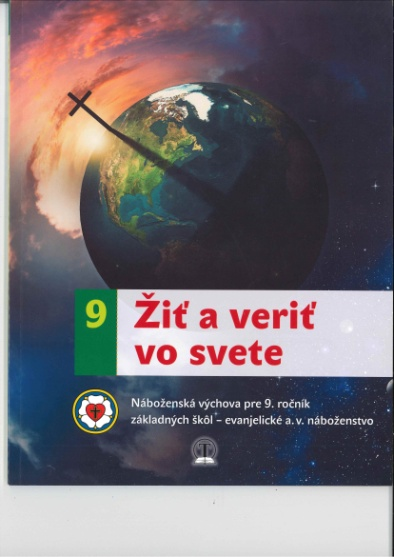 9
Žiť a veriť
vo svete
Náboženská výchova pre 9. ročník
základných škôl – evanjelické a. v. náboženstvo